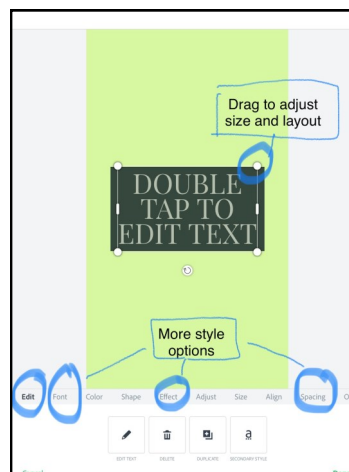 Drag to adjust
size and layout
DOUBLE
TAP TO
EDIT TEXT
More style
options
Edit Font Color Shape Effect Adjust Size Align Spacing O
EDIT TEXT DELETE DUPLICATE SECONDARY STYLE